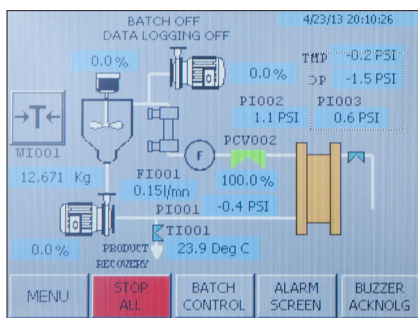 BATCH OFF
4/23/13 20:10:26
DATA LOGGING OFF
TMP -0.2 PSI
0.0 %
0.0 %
DP -1.5 PSI
PI002
PI003
1.1 PSI
0.6 PSI
→T←
WI001
PCV002
F
12.671 Kg
FI001
100.0 %
0.15l/mn
PI001
-0.4 PSI
TI001
0.0 %
PRODUCT
RECOVERY
23.9 Deg C
MENU
STOP
ALL
BATCH
CONTROL
ALARM
SCREEN
BUZZER
ACKNOLG